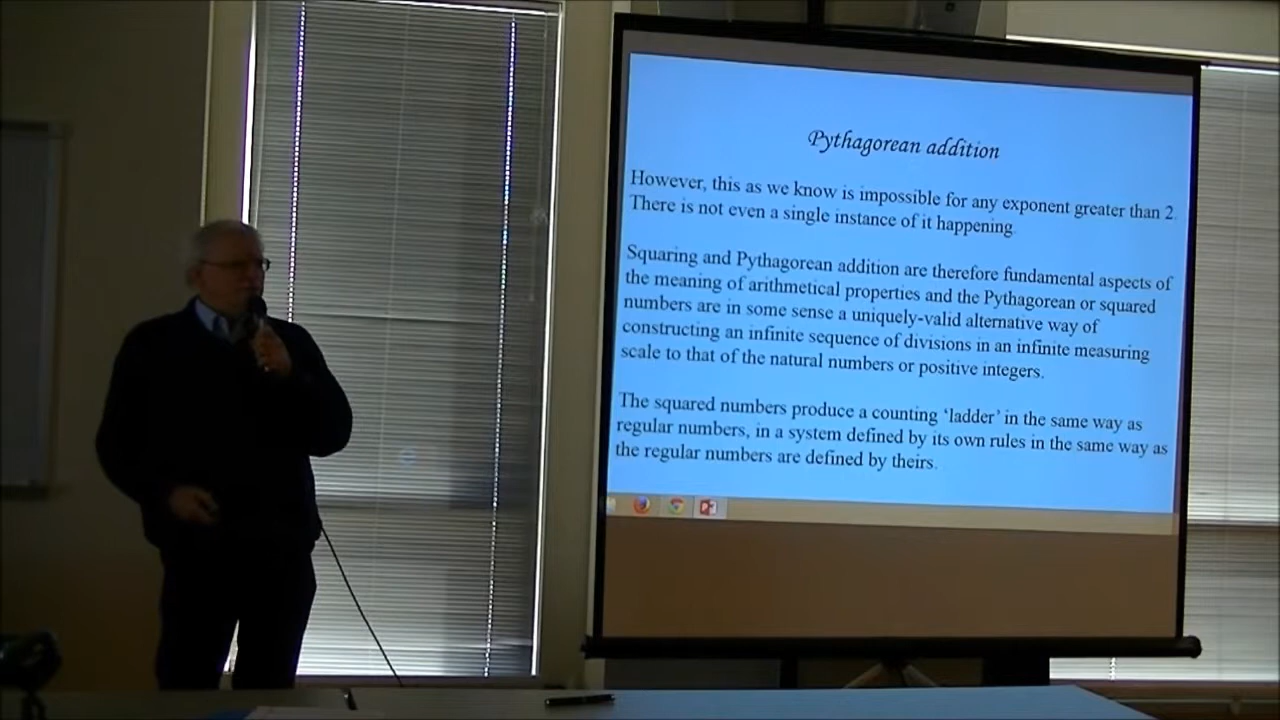 Pythagorean addition
However, this as we know is impossible for any exponent greater than 2.
There is not even a single instance of it happening.
Squaring and Pythagorean addition are therefore fundamental aspects of
the meaning of arithmetical properties and the Pythagorean or squared
numbers are in some sense a uniquely-valid alternative way of
constructing an infinite sequence of divisions in an infinite measuring
scale to that of the natural numbers or positive integers.
The squared numbers produce a counting ‘ladder’ in the same way as
regular numbers, in a system defined by its own rules in the same way as
the regular numbers are defined by theirs.